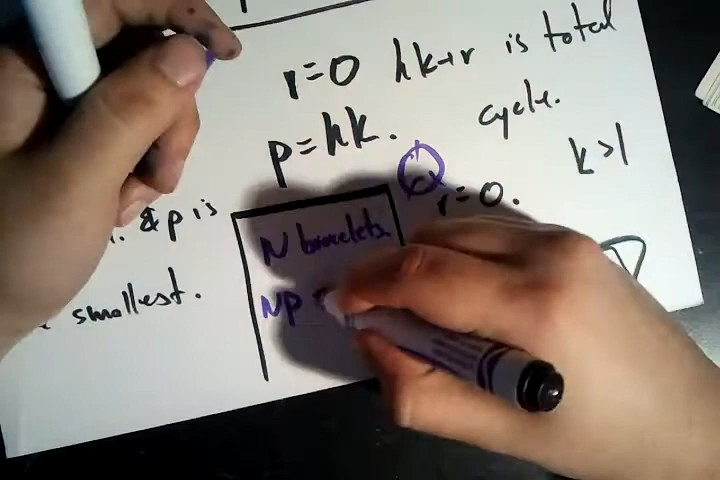 r=0 hk+r is total
cycle.
p=hk.
k>1
r=0.
& p is
smallest.
N bracelets.
NP